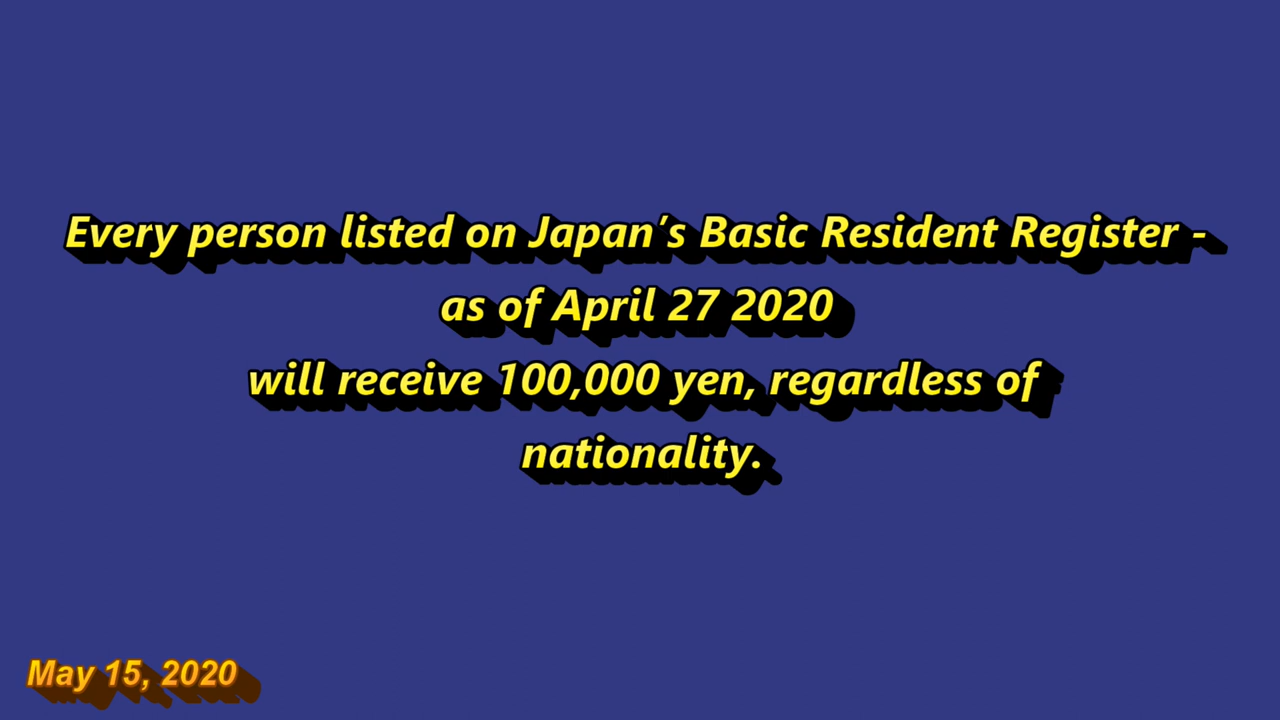 Every person listed on Japan’s Basic Resident Register -
as of April 27 2020
will receive 100,000 yen, regardless of
nationality.
May 15, 2020